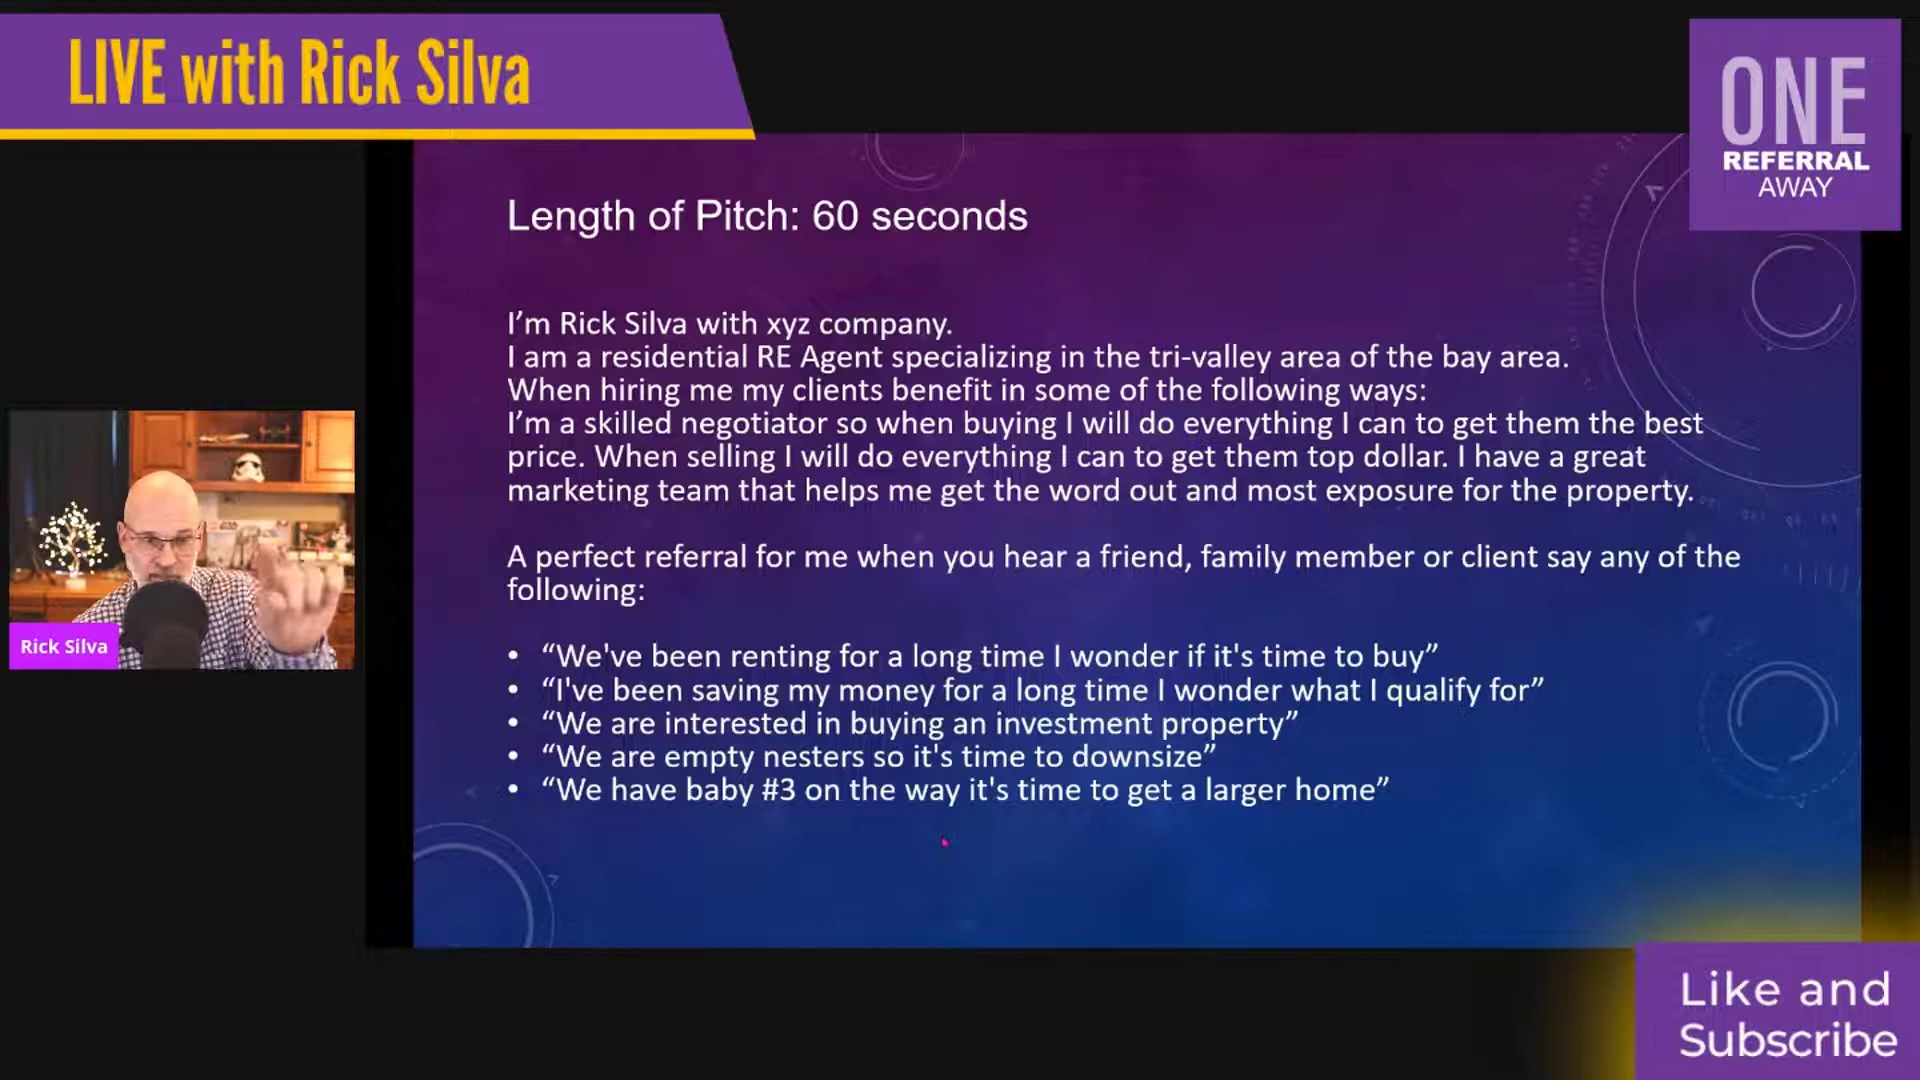 LIVE with Rick Silva
ONE
REFERRAL
AWAY
Length of Pitch: 60 seconds
I’m Rick Silva with xyz company.
I am a residential RE Agent specializing in the tri-valley area of the bay area.
When hiring me my clients benefit in some of the following ways:
I’m a skilled negotiator so when buying I will do everything I can to get them the best
price. When selling I will do everything I can to get them top dollar. I have a great
marketing team that helps me get the word out and most exposure for the property.
A perfect referral for me when you hear a friend, family member or client say any of the
following:
• “We've been renting for a long time I wonder if it's time to buy”
• “I've been saving my money for a long time I wonder what I qualify for”
• “We are interested in buying an investment property”
• “We are empty nesters so it's time to downsize”
• “We have baby #3 on the way it's time to get a larger home”
Rick Silva
Like and
Subscribe